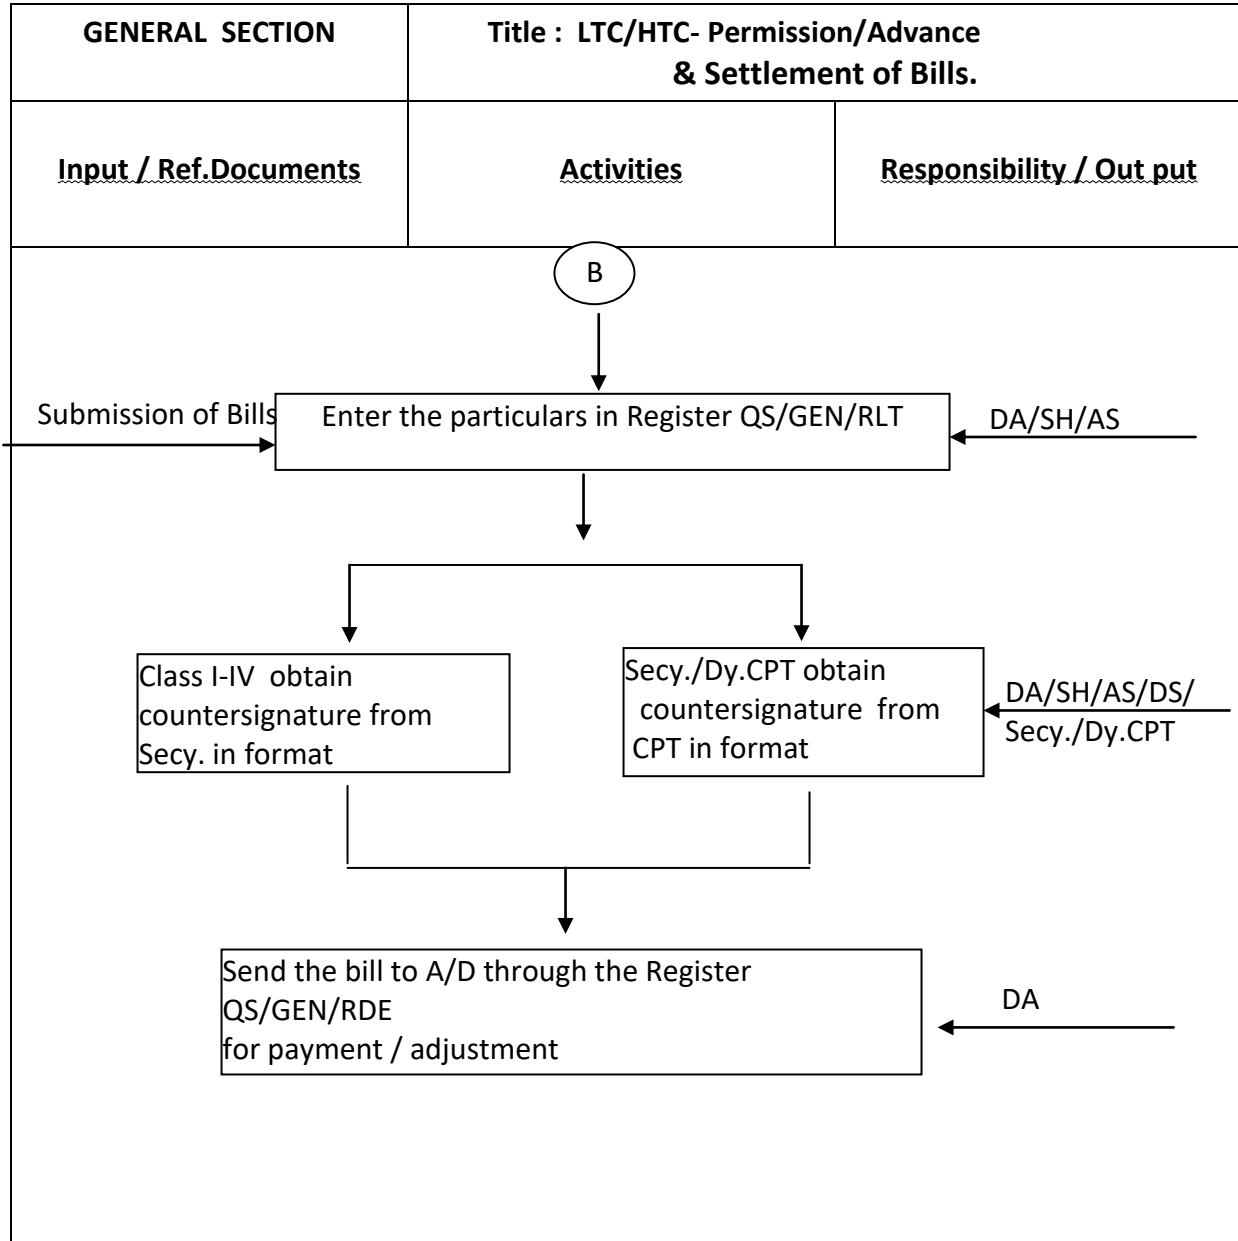 GENERAL SECTION
Title : LTC/HTC- Permission/Advance
& Settlement of Bills.
Input / Ref.Documents
Activities
Responsibility / Out put
B
Submission of Bills
Enter the particulars in Register QS/GEN/RLT
DA/SH/AS
Class I-IV obtain
countersignature from
Secy. in format
Secy./Dy.CPT obtain
countersignature from
CPT in format
DA/SH/AS/DS/
Secy./Dy.CPT
Send the bill to A/D through the Register
QS/GEN/RDE
for payment / adjustment
DA